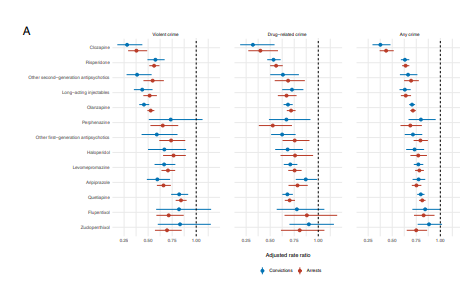 A
Violent crime
Drug-related crime
Any crime
Clozapine
Risperidone
Other second-generation antipsychotics
Long-acting injectables
Olanzapine
Perphenazine
Other first-generation antipsychotics
Haloperidol
Levomepromazine
Aripiprazole
Quetiapine
Flupentixol
Zuclopenthixol
0.25 0.50 0.75 1.00 0.25 0.50 0.75 1.00 0.25 0.50 0.75 1.00
Adjusted rate ratio
Convictions Arrests